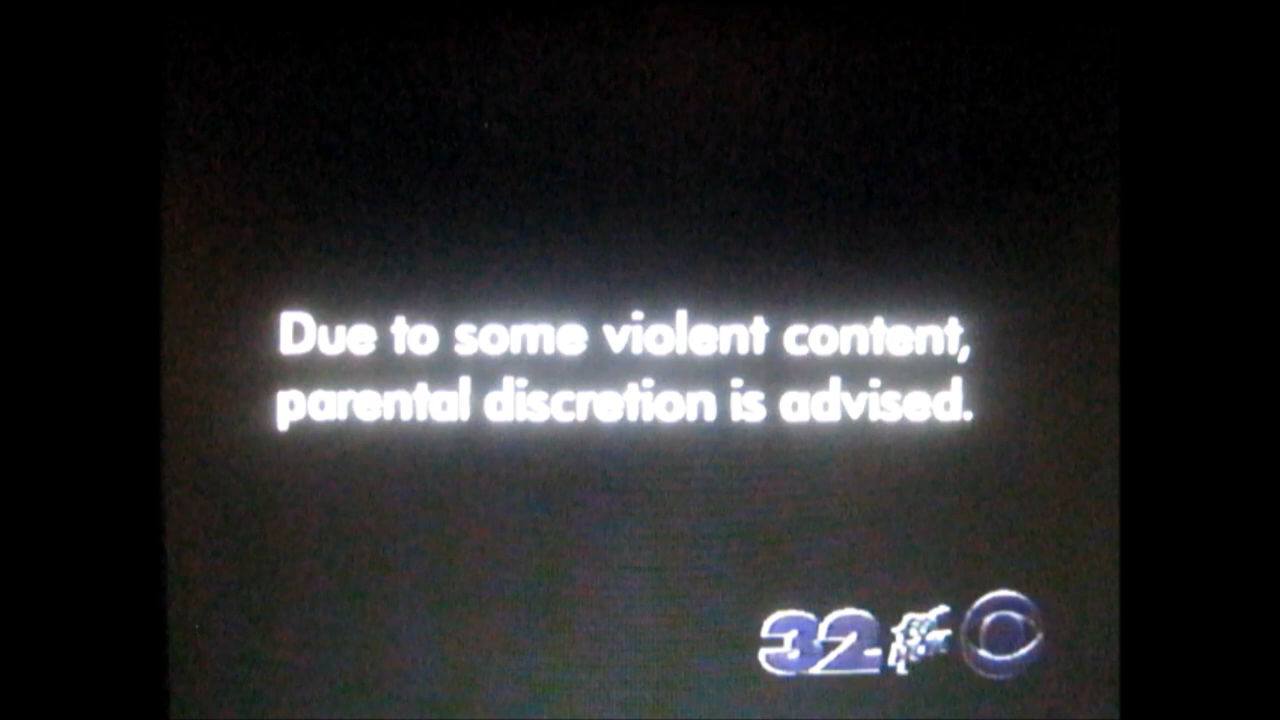 Due to some violent content,
parental discretion is advised.
32